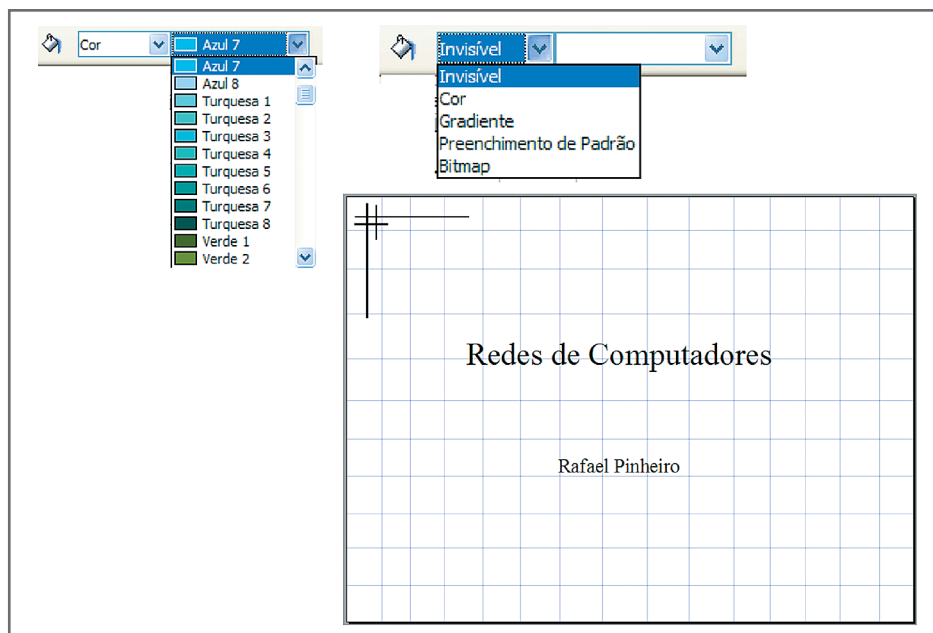 Cor
Azul 7
Azul 7
Azul 8
Turquesa 1
Turquesa 2
Turquesa 3
Turquesa 4
Turquesa 5
Turquesa 6
Turquesa 7
Turquesa 8
Verde 1
Verde 2
Invisível
Invisível
Cor
Gradiente
Preenchimento de Padrão
Bitmap
Redes de Computadores
Rafael Pinheiro